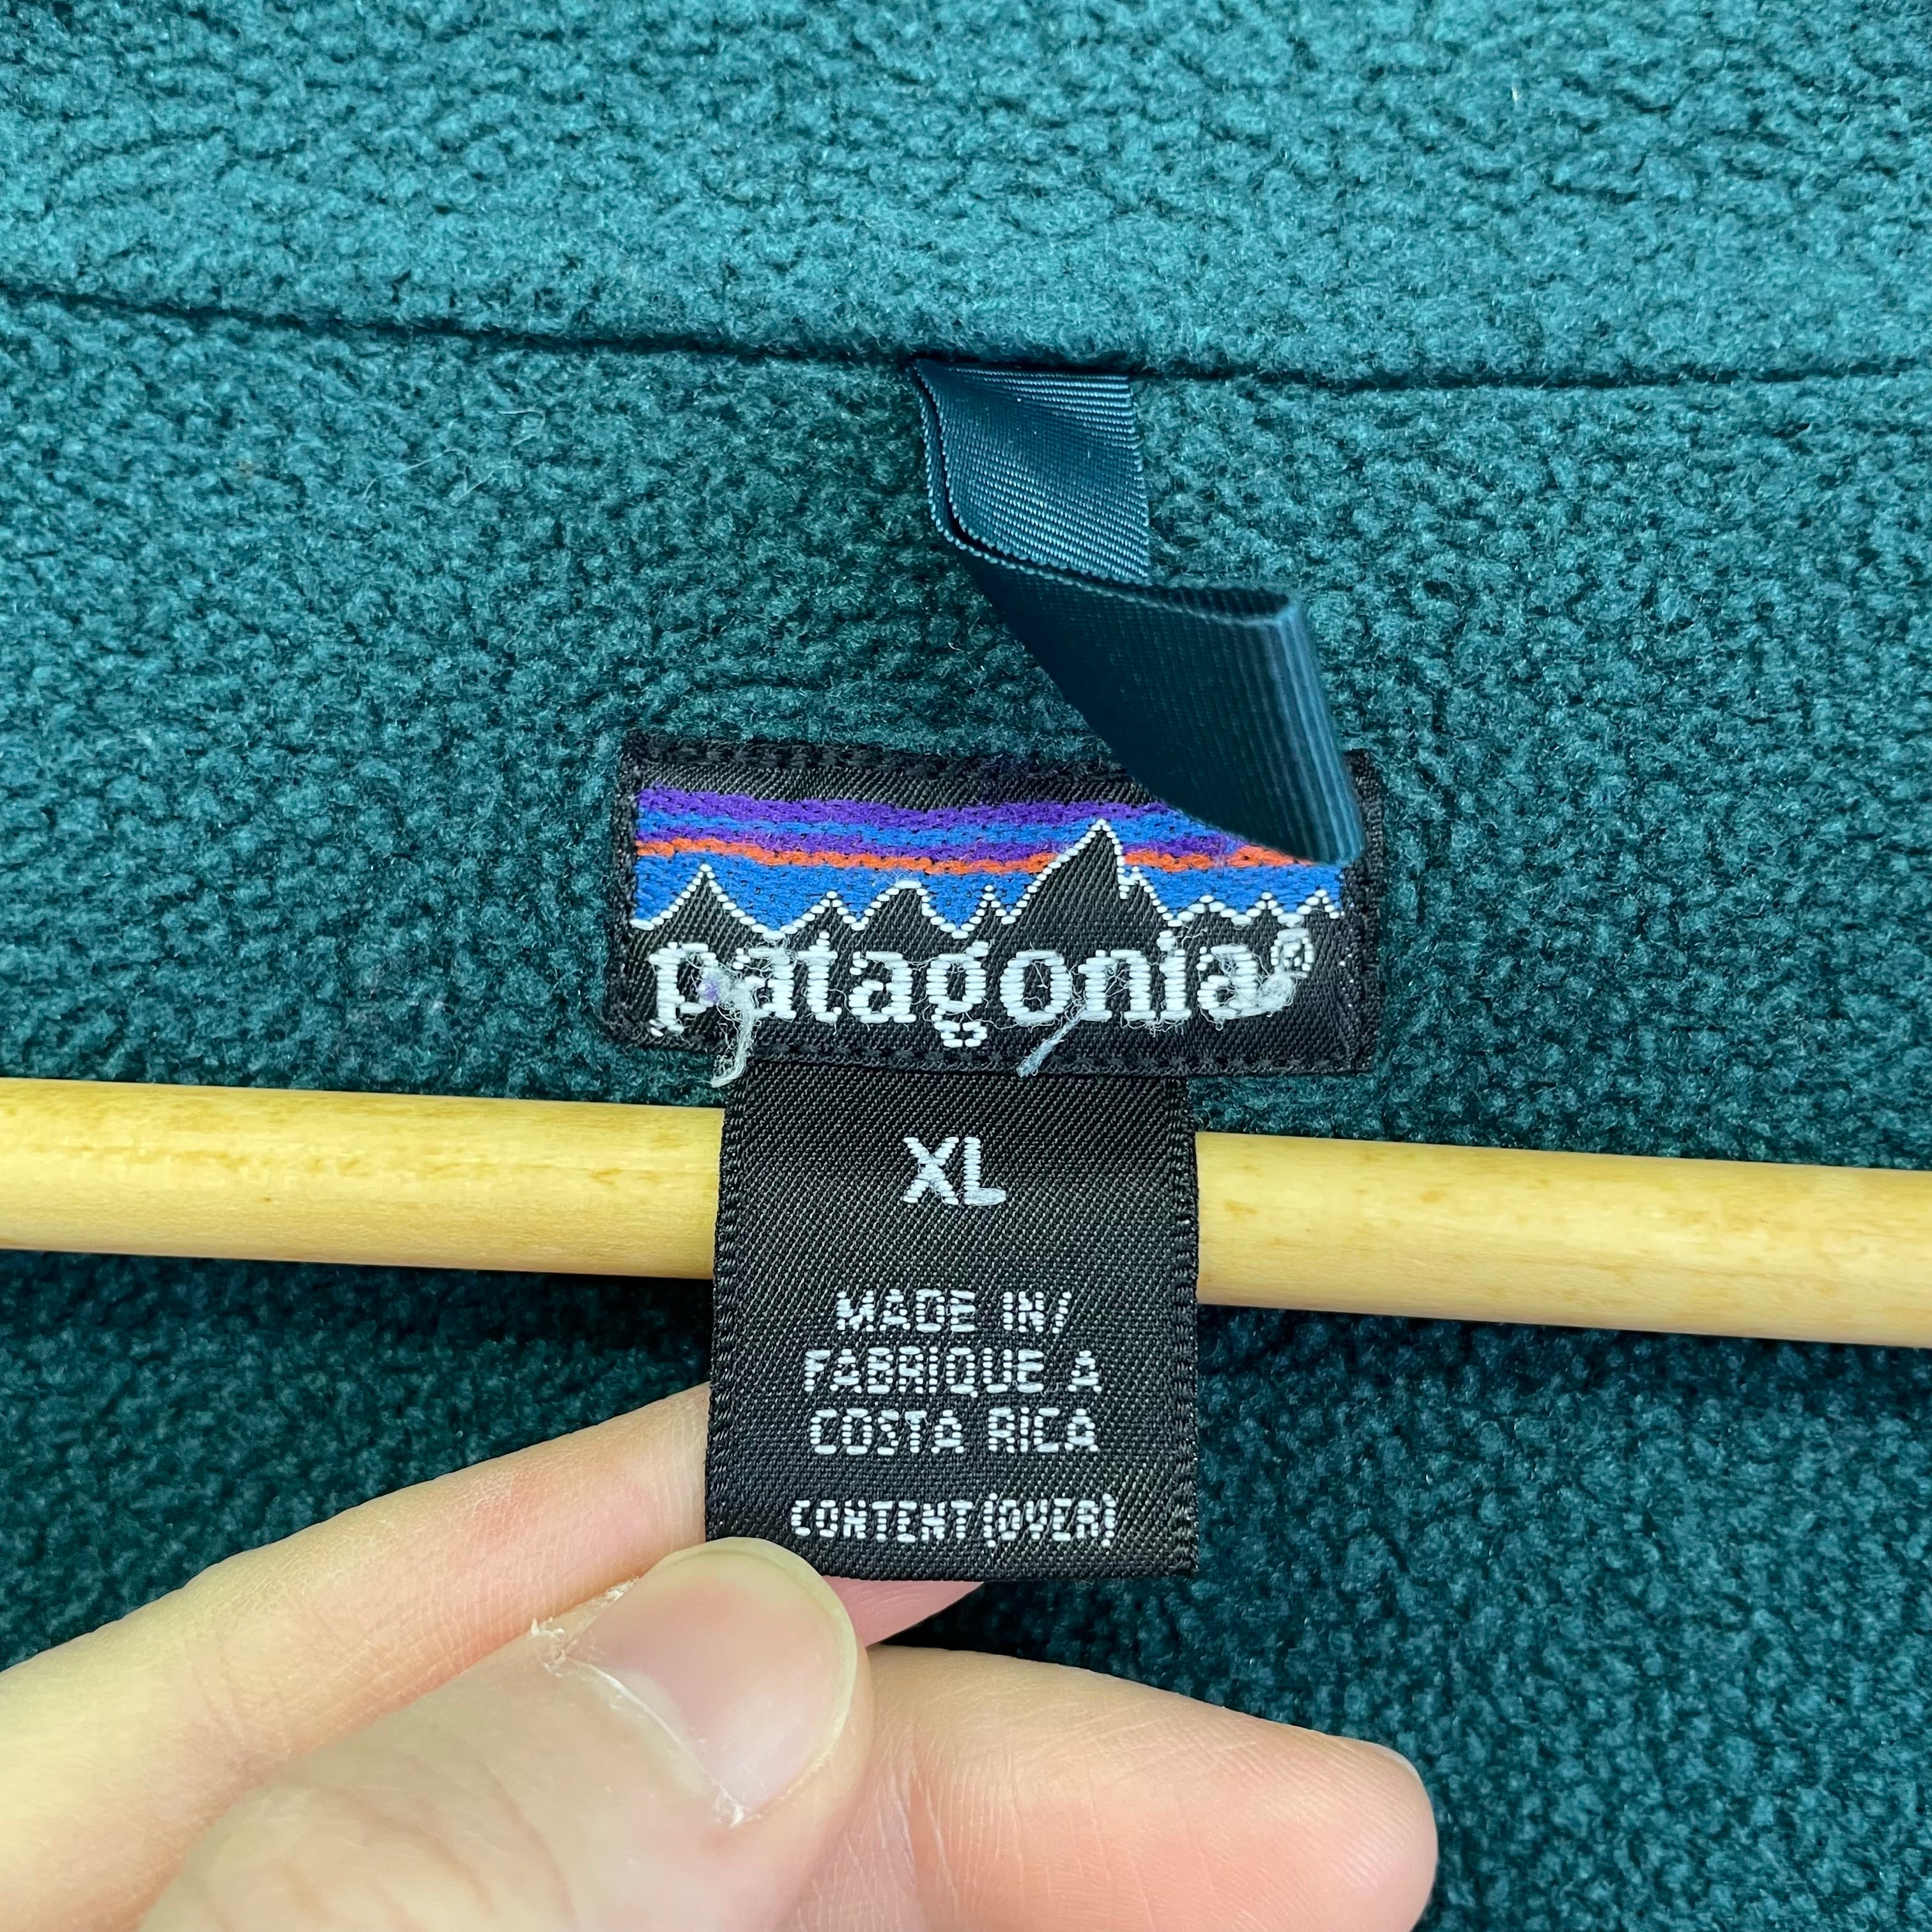 patagonia®
XL
MADE IN/
FABRIQUE A
COSTA RICA
CONTENT (OVER)